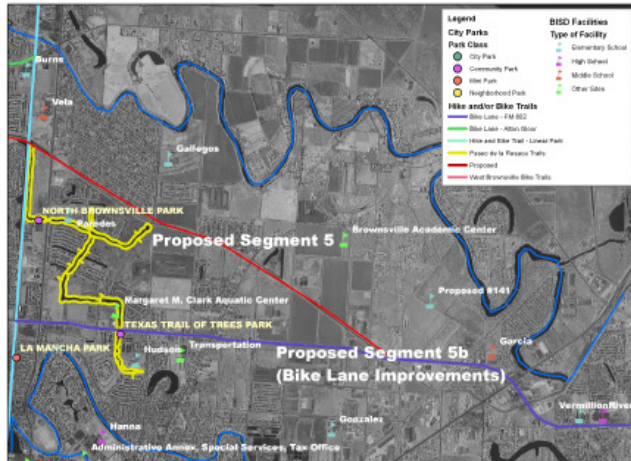 Legend
City Parks
Park Class
City Park
Community Park
Mini Park
Neighborhood Park
Hike and/or Bike Trails
Bike Lane - FM 802
Bike Lane - Alton Gloor
Hike and Bike Trail - Linear Park
Paseo de la Resaca Trails
Proposed
West Brownsville Bike Trails
BISD Facilities
Type of Facility
Elementary School
High School
Middle School
Other Sites
Burns
Vela
Gallegos
NORTH BROWNSVILLE PARK
Paredes
Proposed Segment 5
Brownsville Academic Center
Margaret M. Clark Aquatic Center
Proposed #141
TEXAS TRAIL OF TREES PARK
LA MANCHA PARK
Hudson
Transportation
Proposed Segment 5b
(Bike Lane Improvements)
Garcia
Gonzalez
Vermillion
River
Hanna
Administrative Annex, Special Services, Tax Office